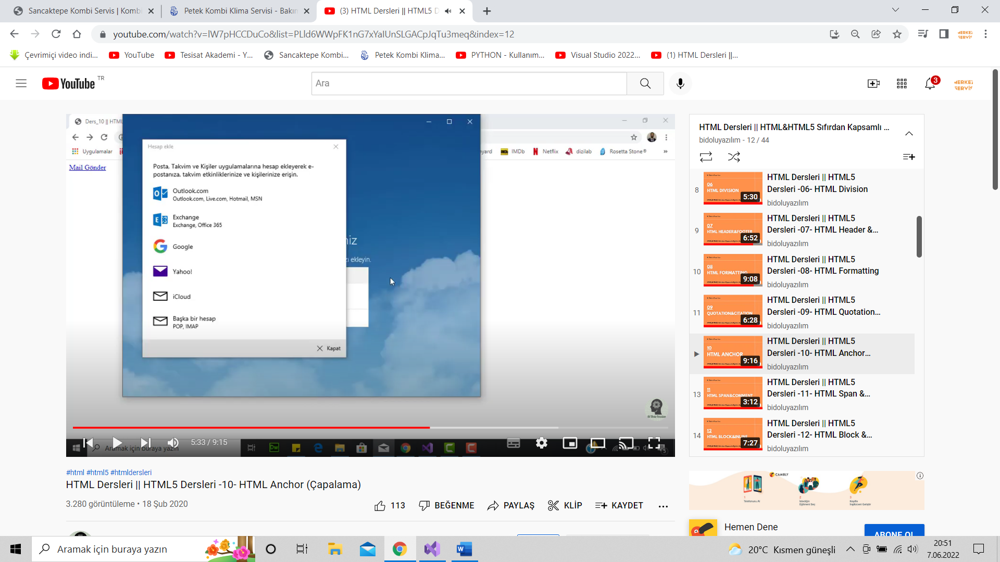 Sancaktepe Kombi Servis | Kombi
Petek Kombi Klima Servisi - Bakın
(3) HTML Dersleri || HTML5 D
youtube.com/watch?v=lW7pHCCDuCo&list=PLld6WWpFK1nG7xYaIUnSLGACpJqTu3meq&index=12
Çevrimiçi video indi...
YouTube
Tesisat Akademi - Y...
Sancaktepe Kombi...
Petek Kombi Klima...
PYTHON - Kullanım...
Visual Studio 2022...
(1) HTML Dersleri ||...
YouTube TR
Ara
3
MERKEZ
SERVİS
Ders_10 || HTML
Uygulamalar
yard
IMDb
Netflix
dizilab
Rosetta Stone®
Mail Gönder
Hesap ekle
Posta, Takvim ve Kişiler uygulamalarına hesap ekleyerek e-
postanıza, takvim etkinliklerinize ve kişilerinize erişin.
Outlook.com
Outlook.com, Live.com, Hotmail, MSN
Exchange
Exchange, Office 365
Google
Yahoo!
iCloud
Başka bir hesap
POP, IMAP
Kapat
niz
zı ekleyin.
Aramak için buraya yazın
5:33 / 9:15
#html #html5 #htmldersleri
HTML Dersleri || HTML5 Dersleri -10- HTML Anchor (Çapalama)
3.280 görüntüleme • 18 Şub 2020
113
BEĞENME
PAYLAŞ
KLİP
KAYDET
HTML Dersleri || HTML&HTML5 Sıfırdan Kapsamlı ...
bidoluyazılım - 12 / 44
8
06
HTML DIVISION
5:30
HTML Dersleri || HTML5
Dersleri -06- HTML Division
bidoluyazılım
9
07
HTML HEADER&FOOTER
6:52
HTML Dersleri || HTML5
Dersleri -07- HTML Header &...
bidoluyazılım
10
08
HTML FORMATTING
9:08
HTML Dersleri || HTML5
Dersleri -08- HTML Formatting
bidoluyazılım
11
09
QUOTATION&CITATION
6:28
HTML Dersleri || HTML5
Dersleri -09- HTML Quotation...
bidoluyazılım
10
HTML ANCHOR
9:16
HTML Dersleri || HTML5
Dersleri -10- HTML Anchor...
bidoluyazılım
13
11
HTML SPAN&COMMENT
3:12
HTML Dersleri || HTML5
Dersleri -11- HTML Span &...
bidoluyazılım
14
12
HTML BLOCK&INLINE
7:27
HTML Dersleri || HTML5
Dersleri -12- HTML Block &...
bidoluyazılım
CAMBLY
Hemen Dene
ABONE OL
Aramak için buraya yazın
20°C Kısmen güneşli
20:51
7.06.2022